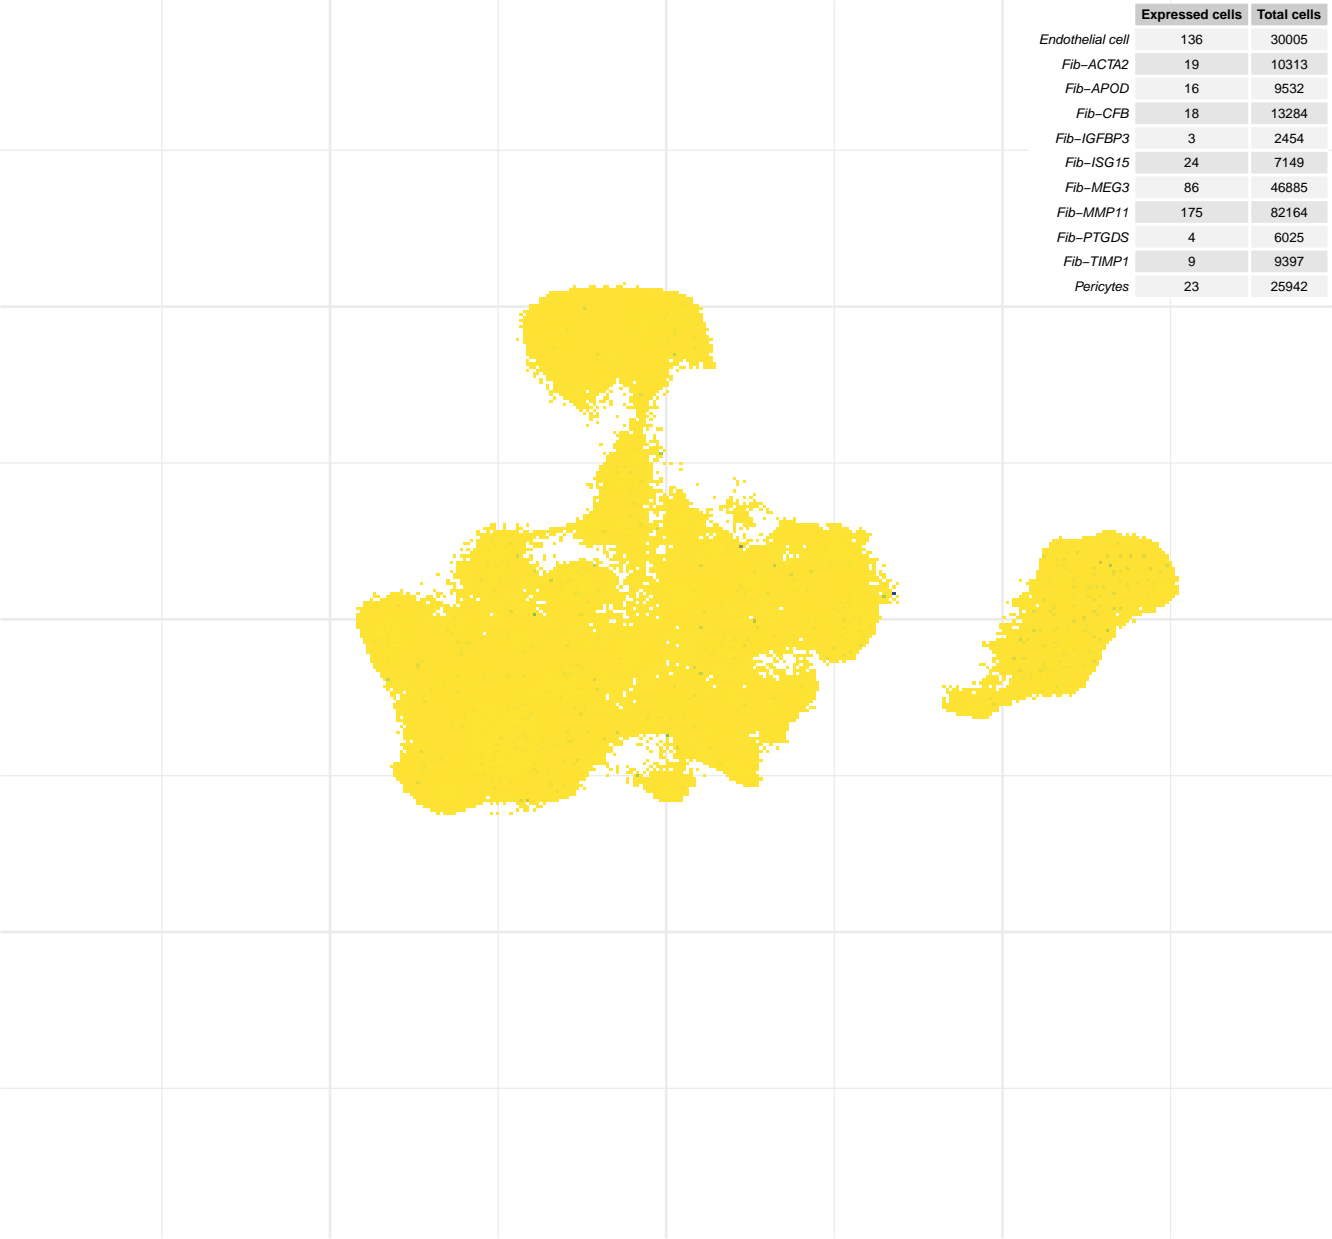 Expressed cells Total cells
Endothelial cell 136 30005
Fib−ACTA2 19 10313
Fib−APOD 16 9532
Fib−CFB 18 13284
Fib−IGFBP3 3 2454
Fib−ISG15 24 7149
Fib−MEG3 86 46885
Fib−MMP11 175 82164
Fib−PTGDS 4 6025
Fib−TIMP1 9 9397
Pericytes 23 25942